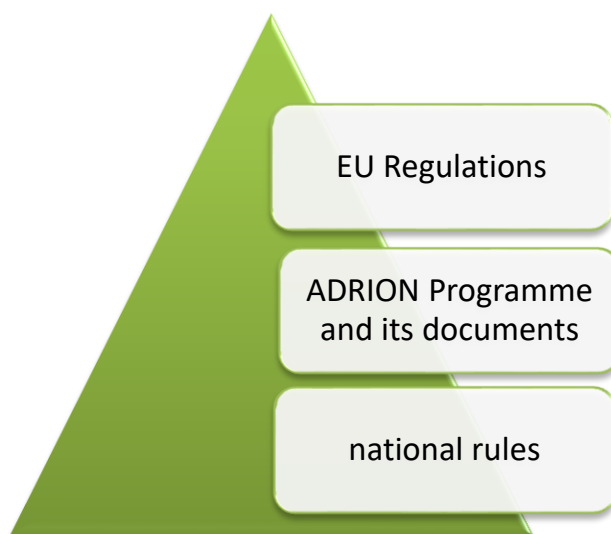 EU Regulations
ADRION Programme
and its documents
national rules